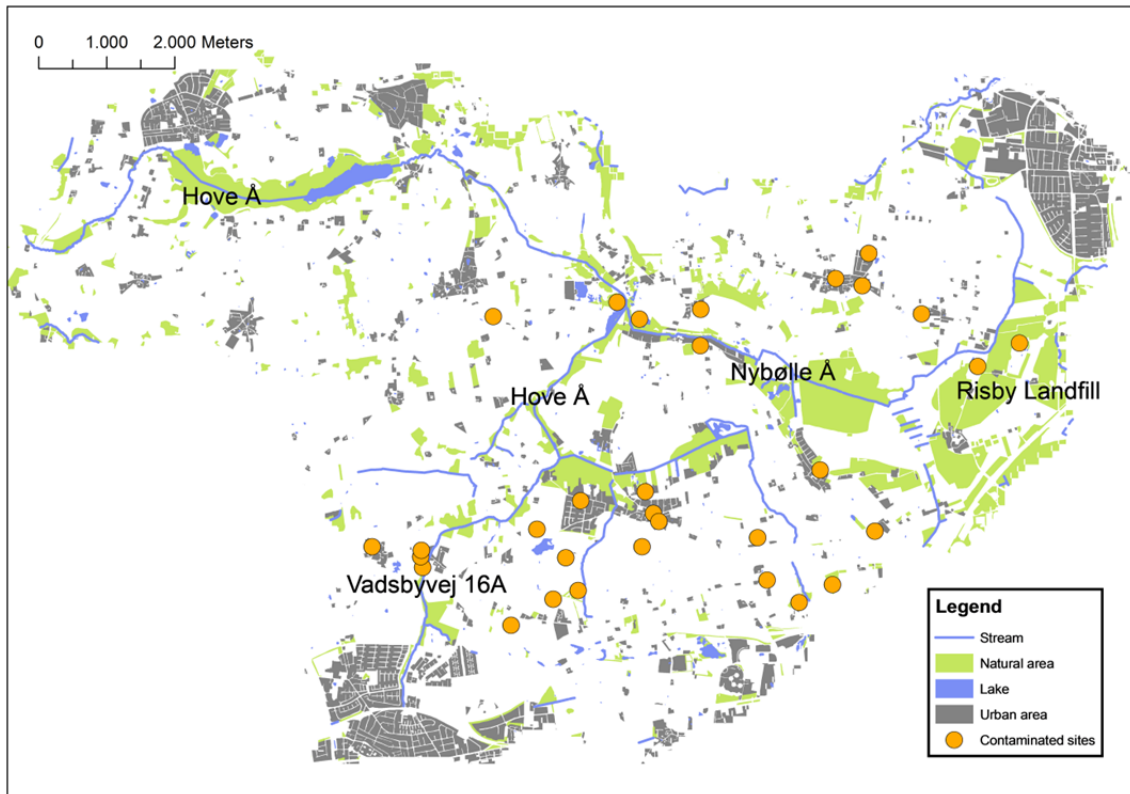 0 1.000 2.000 Meters
Hove Å
Hove Å
Nybølle Å
Risby Landfill
Vadsbyvej 16A
Legend
Stream
Natural area
Lake
Urban area
Contaminated sites